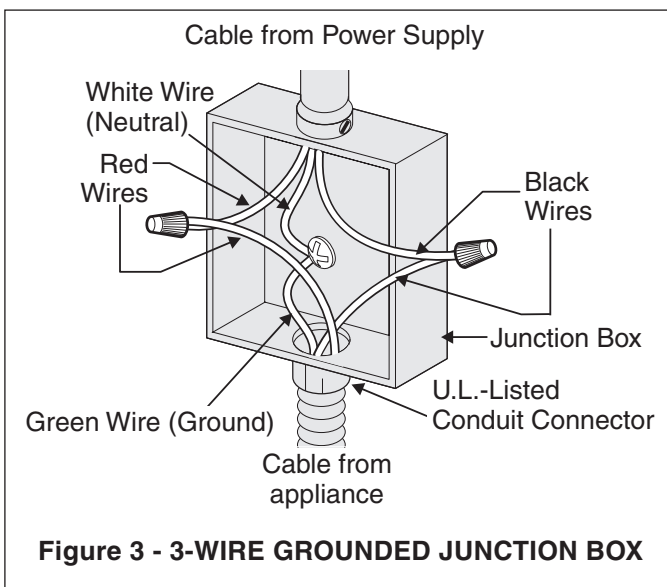 Cable from Power Supply
White Wire
(Neutral)
Red
Wires
Black
Wires
Junction Box
U.L.-Listed
Conduit Connector
Green Wire (Ground)
Cable from
appliance
Figure 3 - 3-WIRE GROUNDED JUNCTION BOX